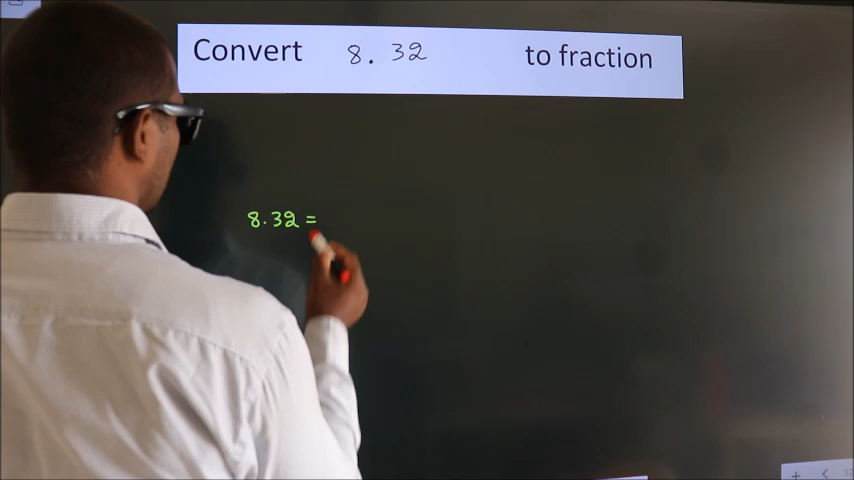 Convert 8.32 to fraction
8.32 =